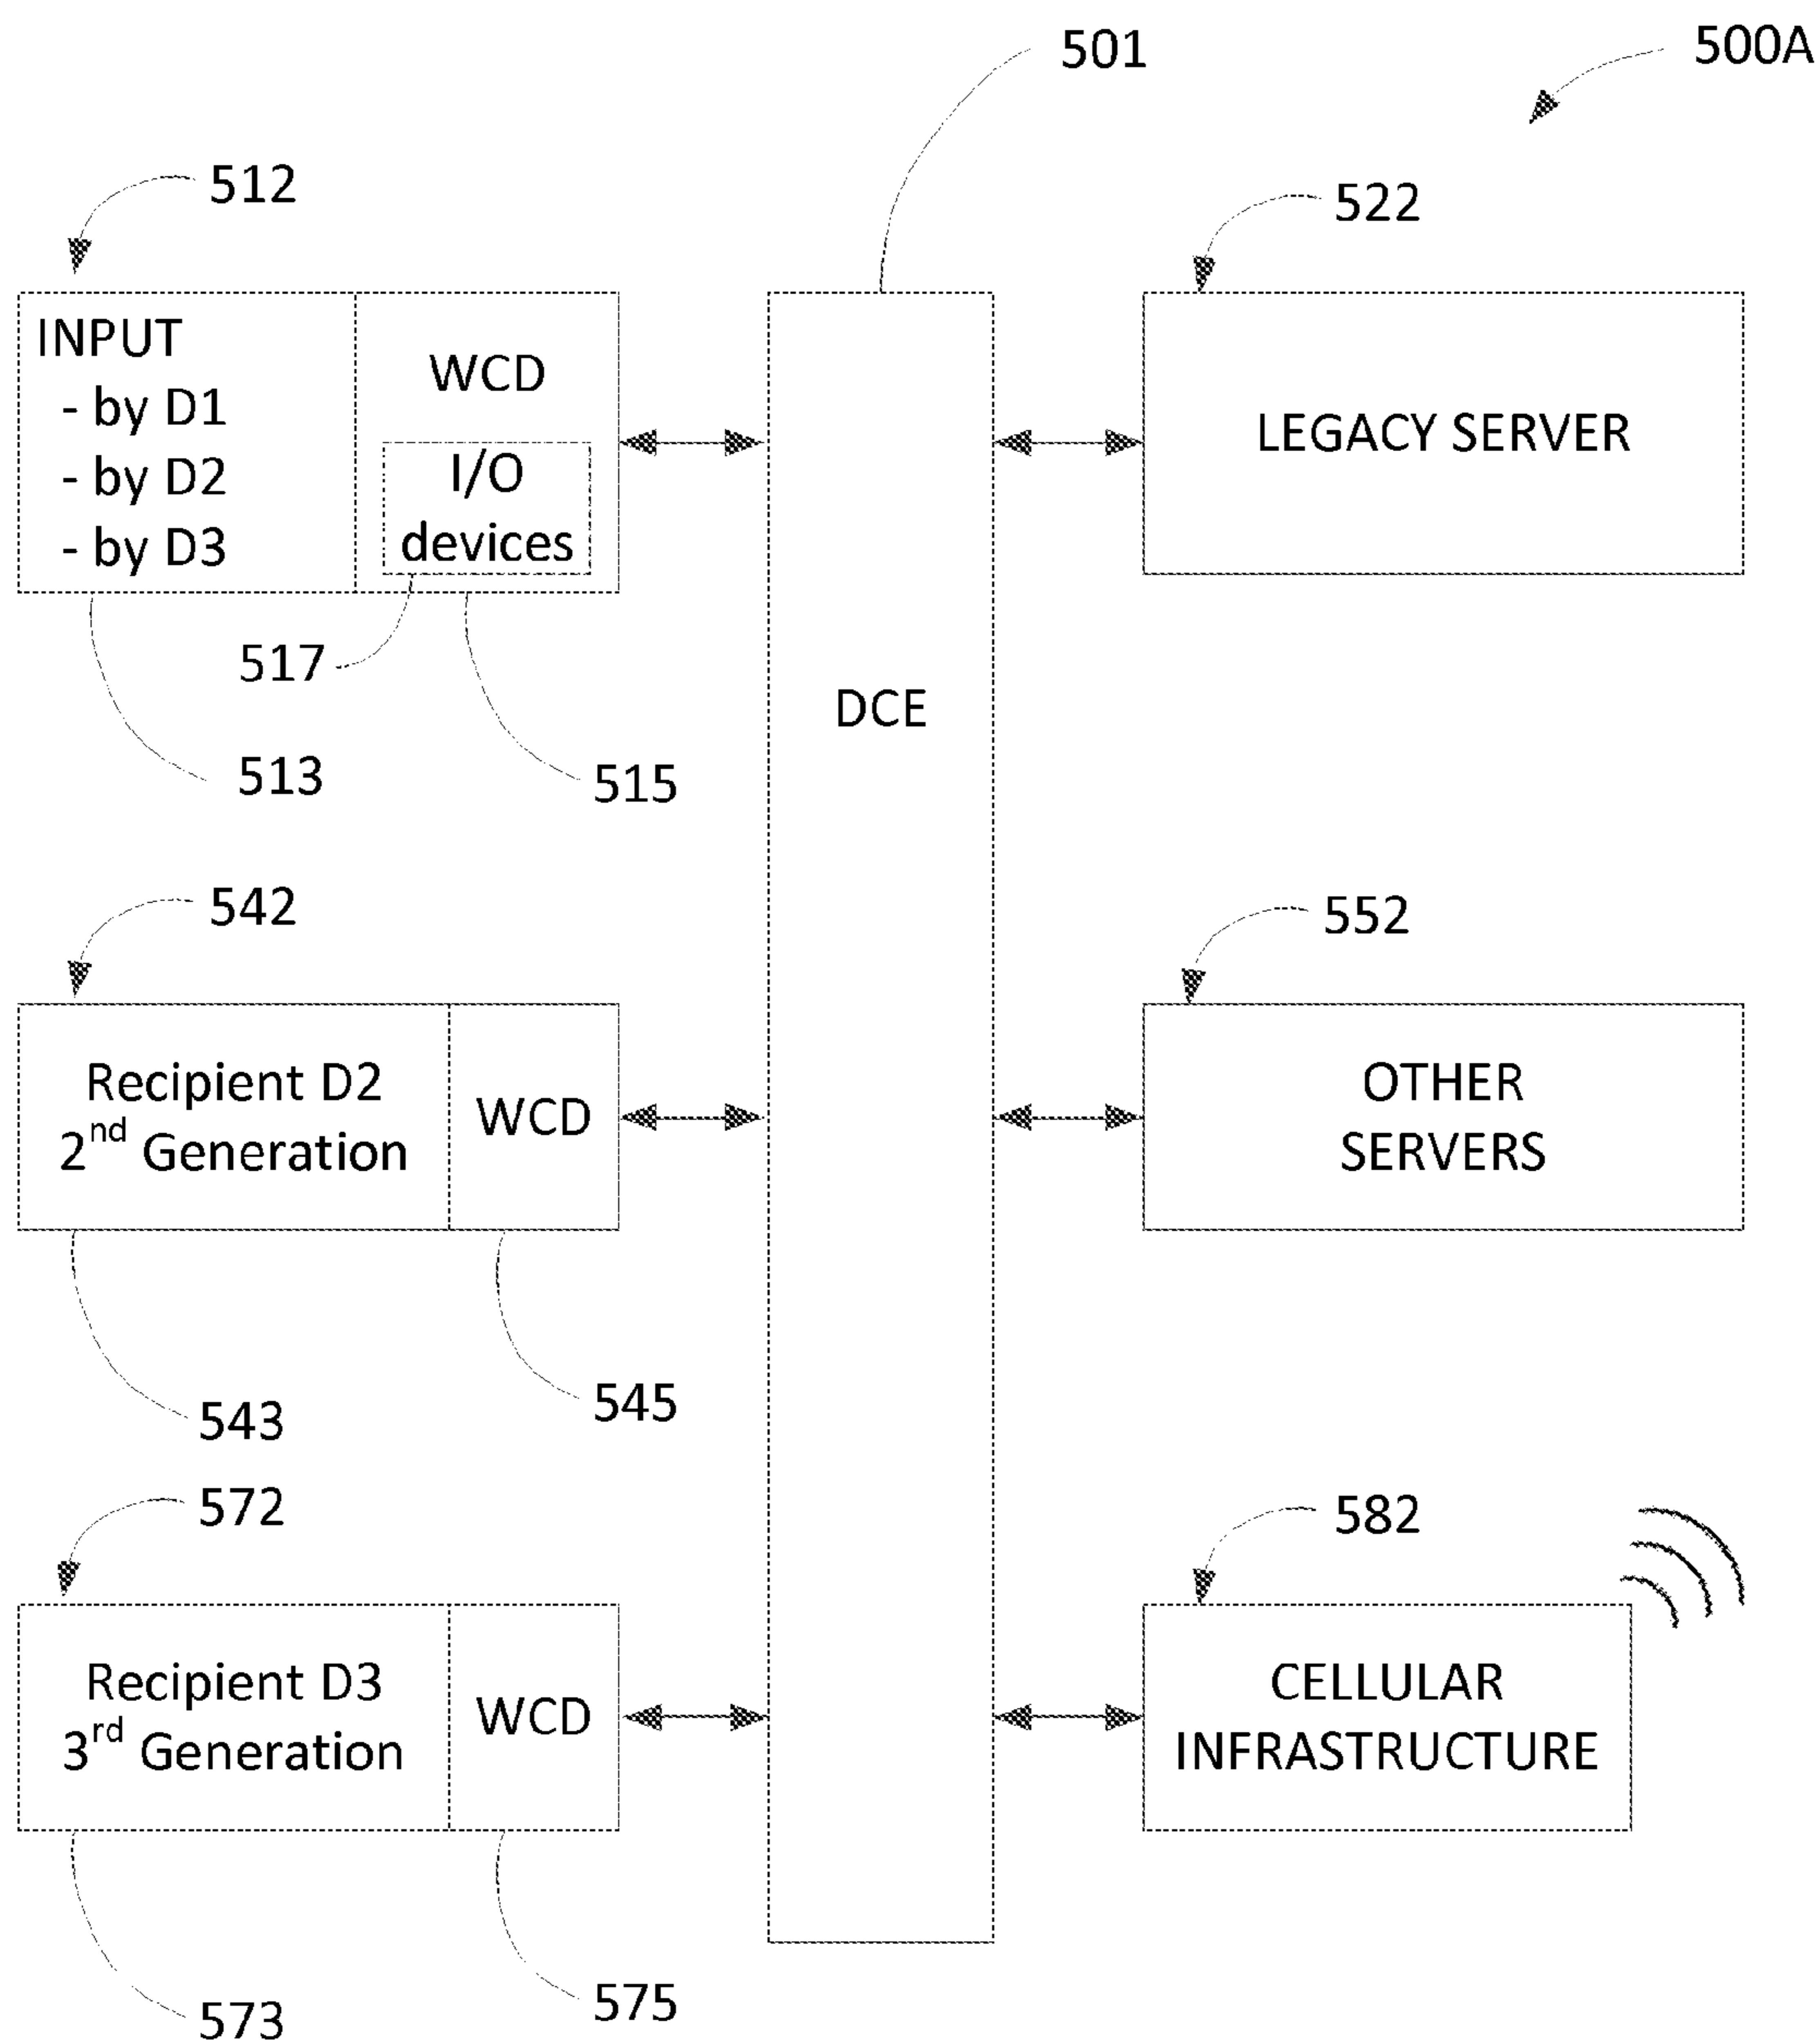 501
500A
512
522
INPUT
- by D1
- by D2
- by D3
WCD
I/O
devices
LEGACY SERVER
517
513
515
DCE
542
552
Recipient D2
2nd Generation
WCD
OTHER
SERVERS
543
545
572
582
Recipient D3
3rd Generation
WCD
CELLULAR
INFRASTRUCTURE
573
575